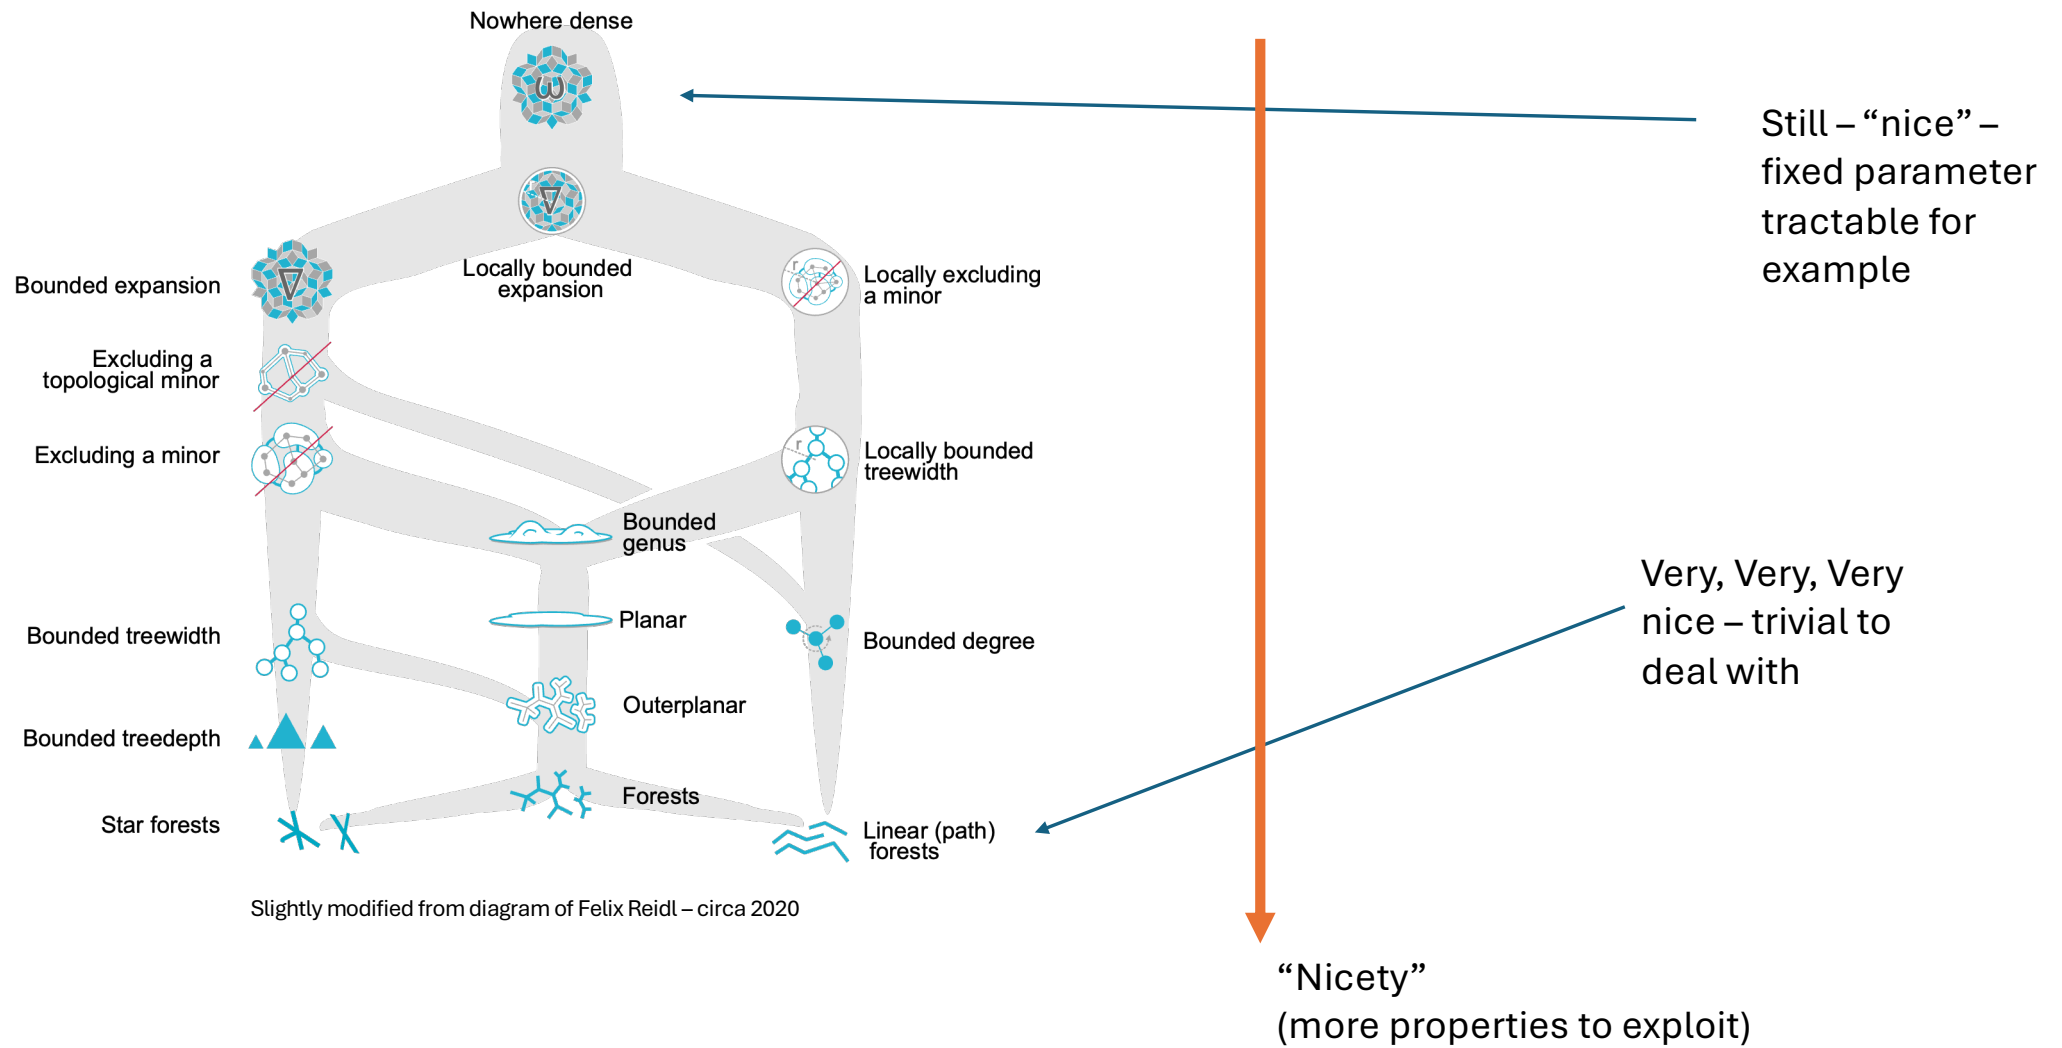 Nowhere dense
ω
∇
Still – “nice” –
fixed parameter
tractable for
example
Bounded expansion
∇
Locally bounded
expansion
r
Locally excluding
a minor
Excluding a
topological minor
Excluding a minor
r
Locally bounded
treewidth
Bounded
genus
Very, Very, Very
nice – trivial to
deal with
Bounded treewidth
Planar
Bounded degree
Outerplanar
Bounded treedepth
Forests
Star forests
Linear (path)
forests
Slightly modified from diagram of Felix Reidl – circa 2020
“Nicety”
(more properties to exploit)